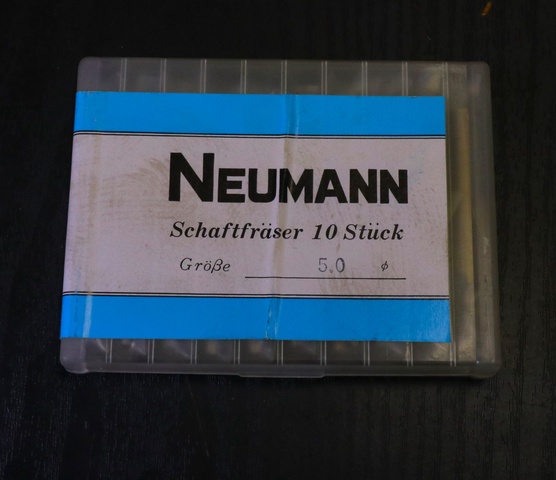 NEUMANN
Schaftfräser 10 Stück
Größe 5.0 ø